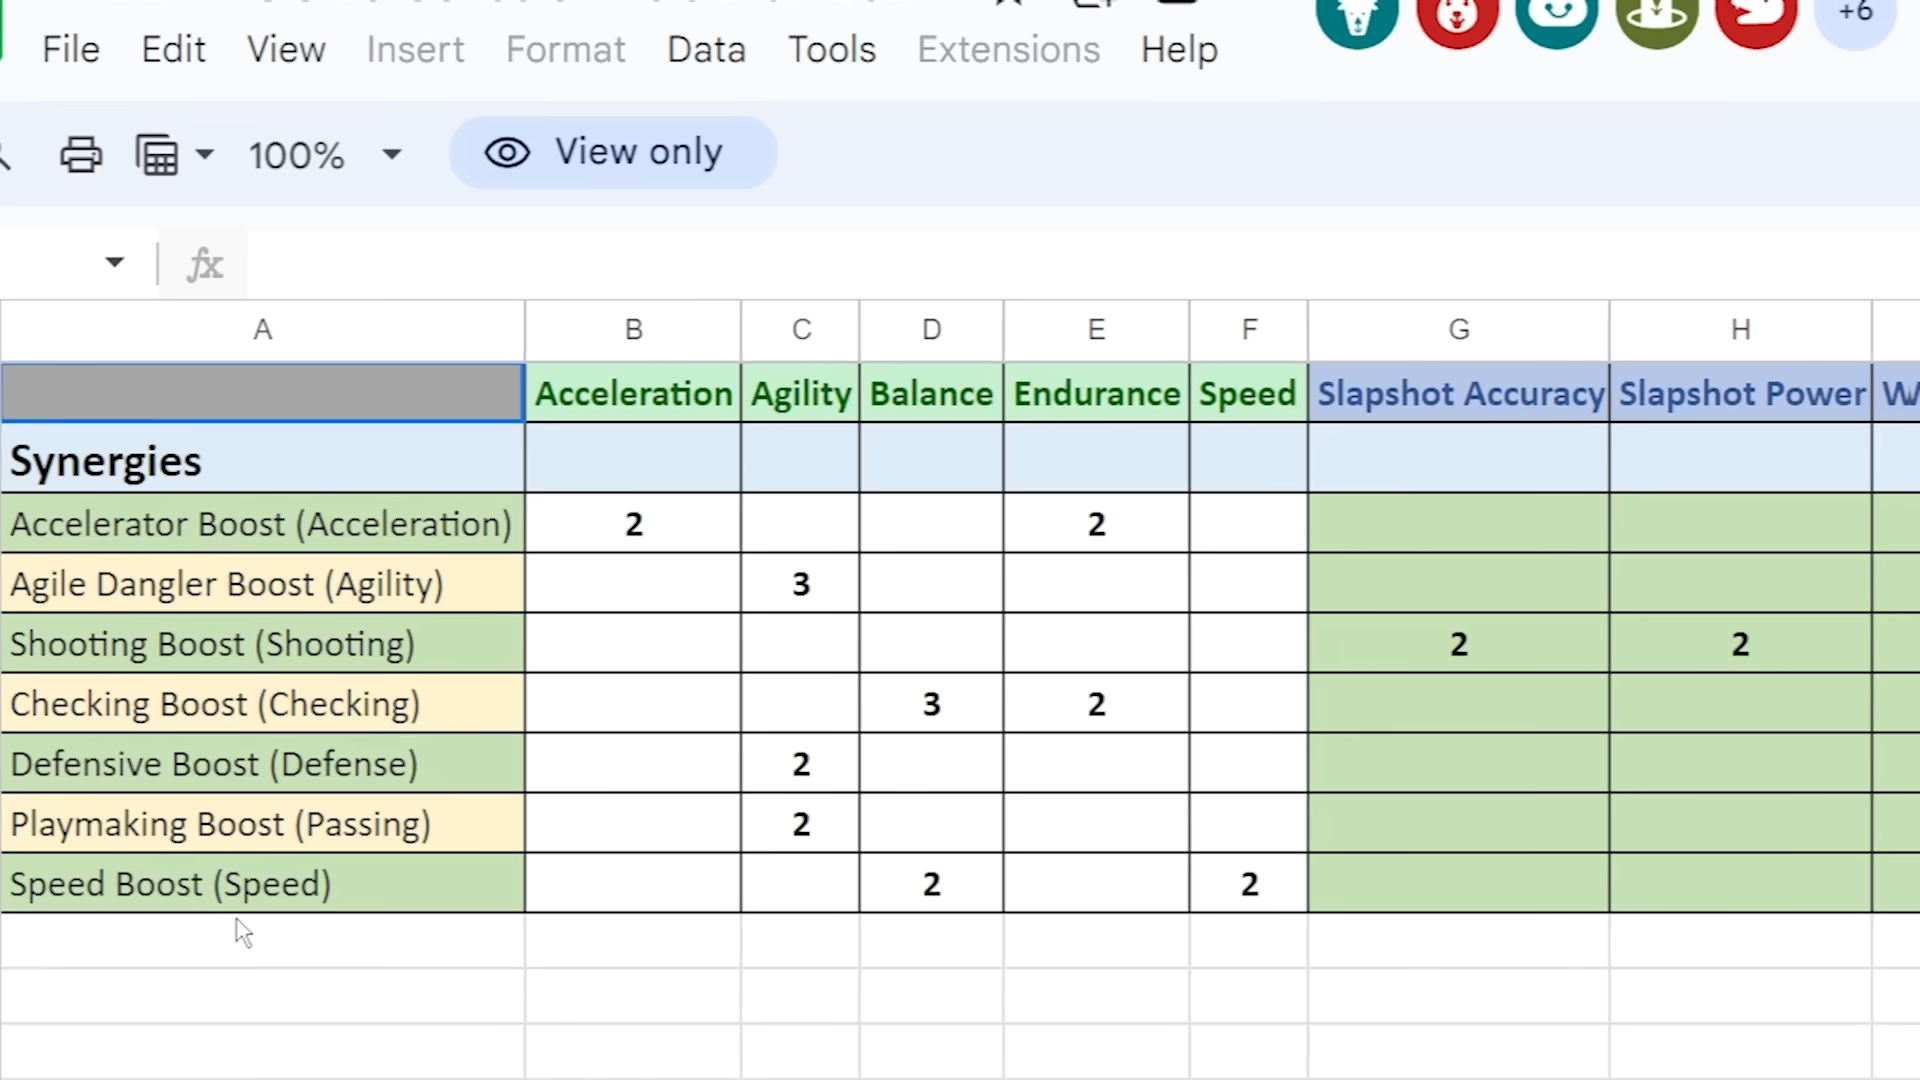 +6
File Edit View Insert Format Data Tools Extensions Help
100% View only
fx
A B C D E F G H
Acceleration Agility Balance Endurance Speed Slapshot Accuracy Slapshot Power
Synergies
Accelerator Boost (Acceleration) 2 2
Agile Dangler Boost (Agility) 3
Shooting Boost (Shooting) 2 2
Checking Boost (Checking) 3 2
Defensive Boost (Defense) 2
Playmaking Boost (Passing) 2
Speed Boost (Speed) 2 2